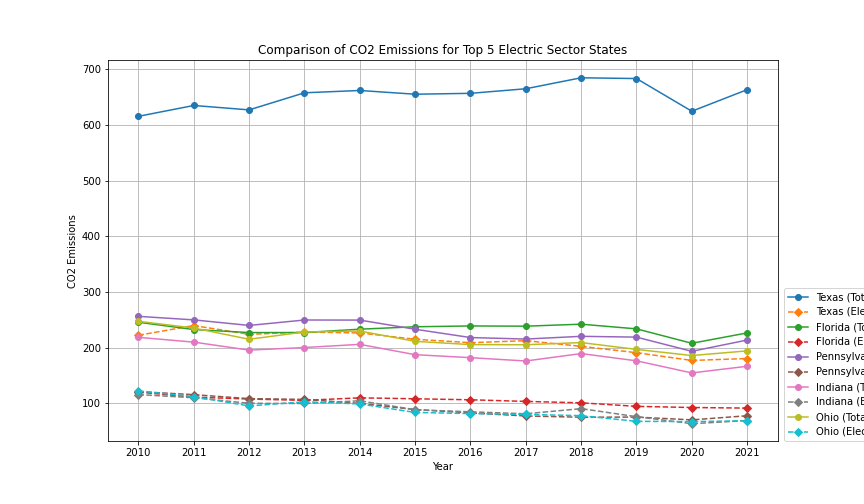 Comparison of CO2 Emissions for Top 5 Electric Sector States
700
600
500
400
300
200
100
CO2 Emissions
2010 2011 2012 2013 2014 2015 2016 2017 2018 2019 2020 2021
Year
Texas (Tot
Texas (Ele
Florida (To
Florida (E
Pennsylva
Pennsylva
Indiana (T
Indiana (E
Ohio (Tota
Ohio (Elec